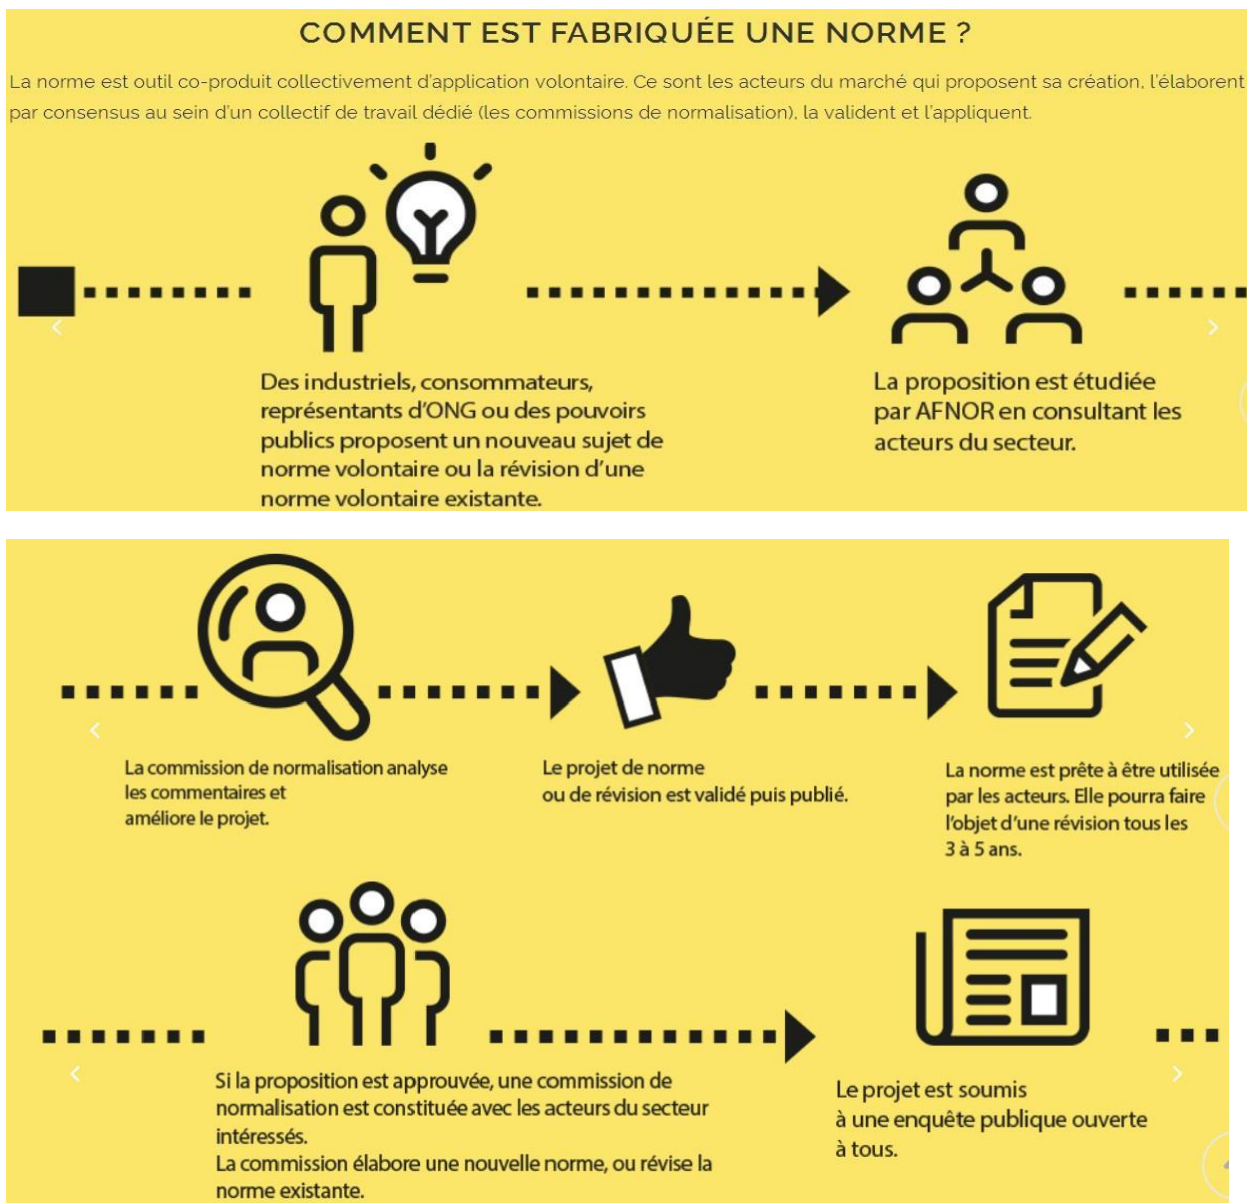 COMMENT EST FABRIQUÉE UNE NORME ?
La norme est outil co-produit collectivement d'application volontaire. Ce sont les acteurs du marché qui proposent sa création, l'élaborent
par consensus au sein d'un collectif de travail dédié (les commissions de normalisation), la valident et l'appliquent.
Des industriels, consommateurs,
représentants d'ONG ou des pouvoirs
publics proposent un nouveau sujet de
norme volontaire ou la révision d'une
norme volontaire existante.
La proposition est étudiée
par AFNOR en consultant les
acteurs du secteur.
La commission de normalisation analyse
les commentaires et
améliore le projet.
Le projet de norme
ou de révision est validé puis publié.
La norme est prête à être utilisée
par les acteurs. Elle pourra faire
l'objet d'une révision tous les
3 à 5 ans.
Si la proposition est approuvée, une commission de
normalisation est constituée avec les acteurs du secteur
intéressés.
La commission élabore une nouvelle norme, ou révise la
norme existante.
Le projet est soumis
à une enquête publique ouverte
à tous.